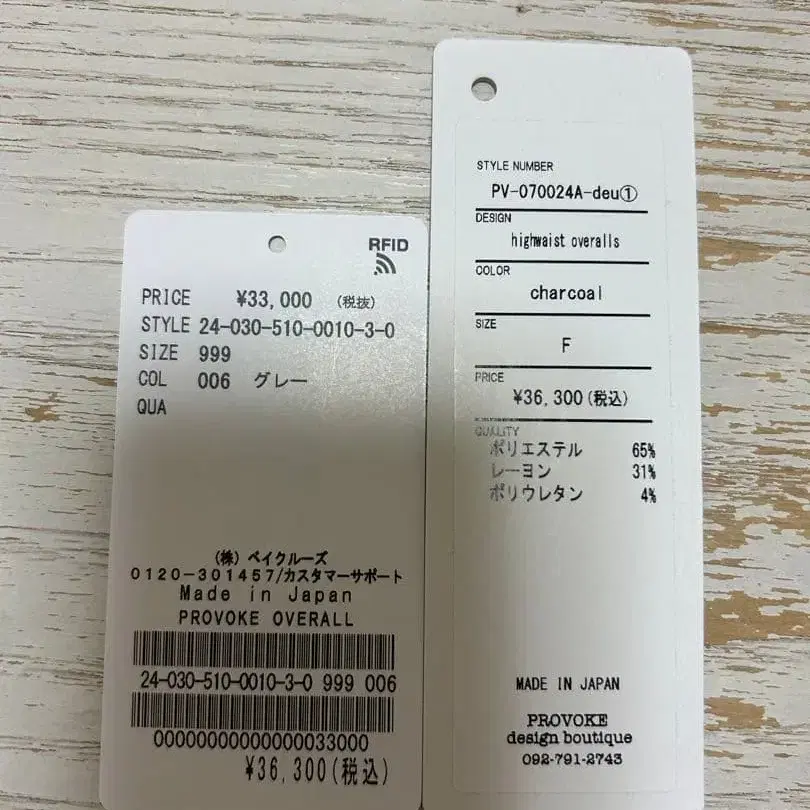 RFID
PRICE ¥33,000 (税抜)
STYLE 24-030-510-0010-3-0
SIZE 999
COL 006 グレー
QUA
(株) ベイクルーズ
0120-301457/カスタマーサポート
Made in Japan
PROVOKE OVERALL
24-030-510-0010-3-0 999 006
00000000000000033000
¥36,300(税込)
STYLE NUMBER
PV-070024A-deu①
DESIGN
highwaist overalls
COLOR
charcoal
SIZE
F
PRICE
¥36,300(税込)
QUALITY
ポリエステル 65%
レーヨン 31%
ポリウレタン 4%
MADE IN JAPAN
PROVOKE
design boutique
092-791-2743